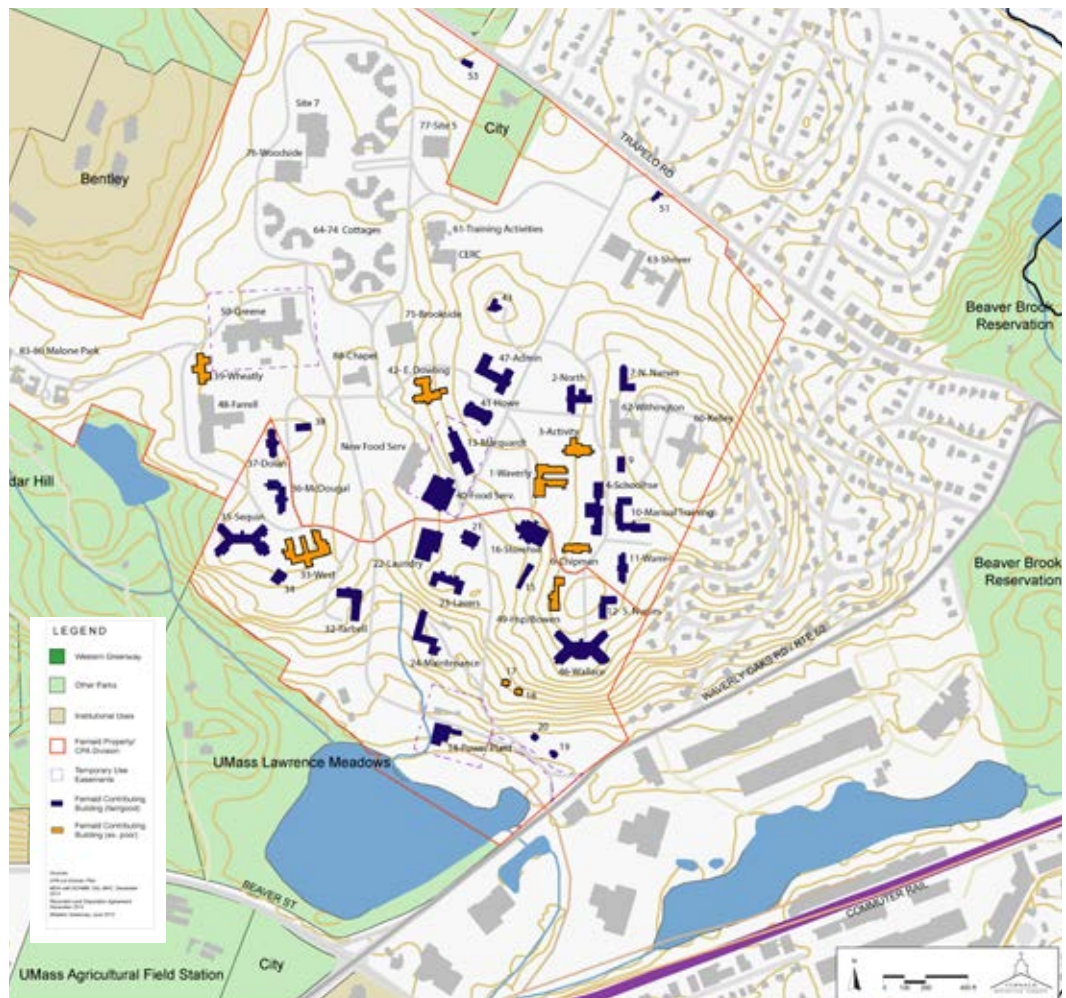 53
Site 7
77-Site 5
City
76-Woodside
TRAPELO RD
Bentley
51
64-74 Cottages
61-Training Activities
CERC
63-Shriver
43
Beaver Brook
Reservation
50-Greene
75-Brookside
83-86 Malone Park
88-Chapel
47-Admin
39-Wheatly
42- E. Dowling
2-North
7-N. Nurses
48-Farrell
41-Howe
62-Withington
60-Kelley
38
3-Activity
New Food Serv
13-Marquardt
37-Dolan
1-Waverly
9
dar Hill
36-McDougal
40-Food Serv.
4-Schoolhse
10-Manual Training
35-Sequin
21
16-Storehse
22-Laundry
6-Chipman
11-Warren
33-West
15
34
23-Lavers
Beaver Brook
Reservation
32-Tarbell
49-Hsp/Bowen
12- S. Nurses
24-Maintenance
17
46-Wallace
18
WAVERLY OAKS RD / RTE 60
20
19
UMass Lawrence Meadows
LEGEND
Western Greenway
Other Parks
Institutional Uses
Fernald Property/
CPA Division
Temporary Use
Easements
Fernald Contributing
Building (fair/good)
Fernald Contributing
Building (ex. poor)
BEAVER ST
COMMUTER RAIL
UMass Agricultural Field Station
City
N